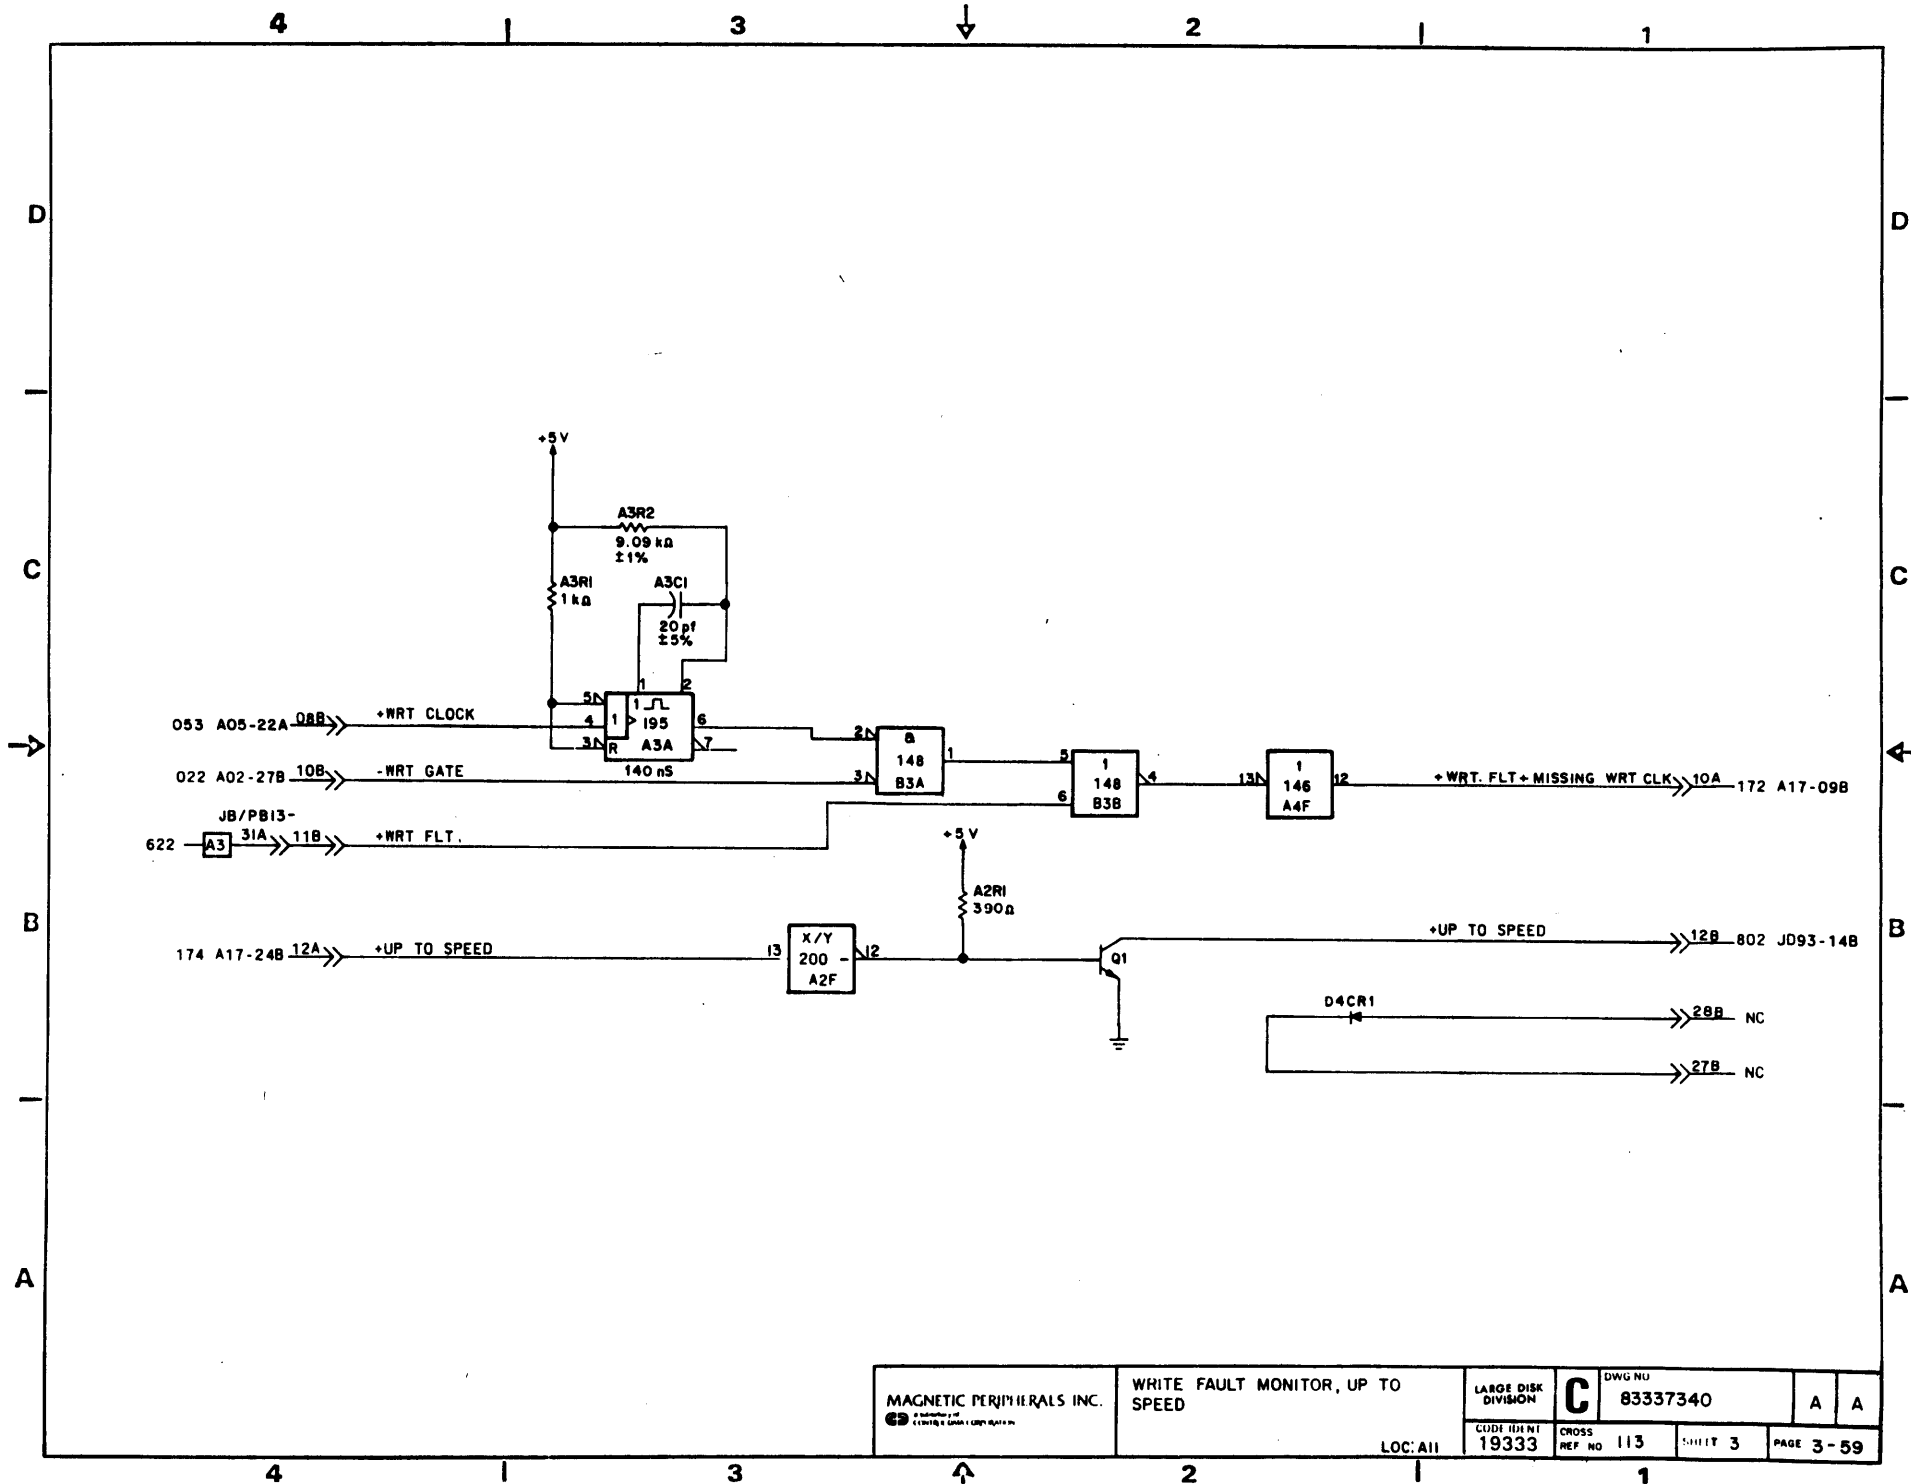 4 3 2 1
D D
+5V
A3R2
9.09 kΩ
±1%
C C
A3R1
1 kΩ
A3C1
20 pf
±5%
1 2
053 A05-22A 08B +WRT CLOCK
5 4 3 1 1 R 195 A3A 6 7
140 nS
022 A02-27B 10B -WRT GATE
2 3 a 148 B3A 1
5 6 1 148 B3B 4
13 1 146 A4F 12
+WRT. FLT+MISSING WRT CLK 10A 172 A17-09B
JB/PB13-
622 A3 31A 11B +WRT FLT.
+5V
A2R1
390Ω
B B
174 A17-24B 12A +UP TO SPEED
13 X/Y 200 A2F 12
Q1
+UP TO SPEED 12B 802 JD93-14B
D4CR1
28B NC
27B NC
A A
MAGNETIC PERIPHERALS INC.
a subsidiary of
CONTROL DATA CORPORATION
WRITE FAULT MONITOR, UP TO
SPEED
LOC: A11
LARGE DISK
DIVISION
CODE IDENT
19333
C
DWG NO
83337340
A A
CROSS
REF NO 113
SHEET 3
PAGE 3-59
4 3 2 1